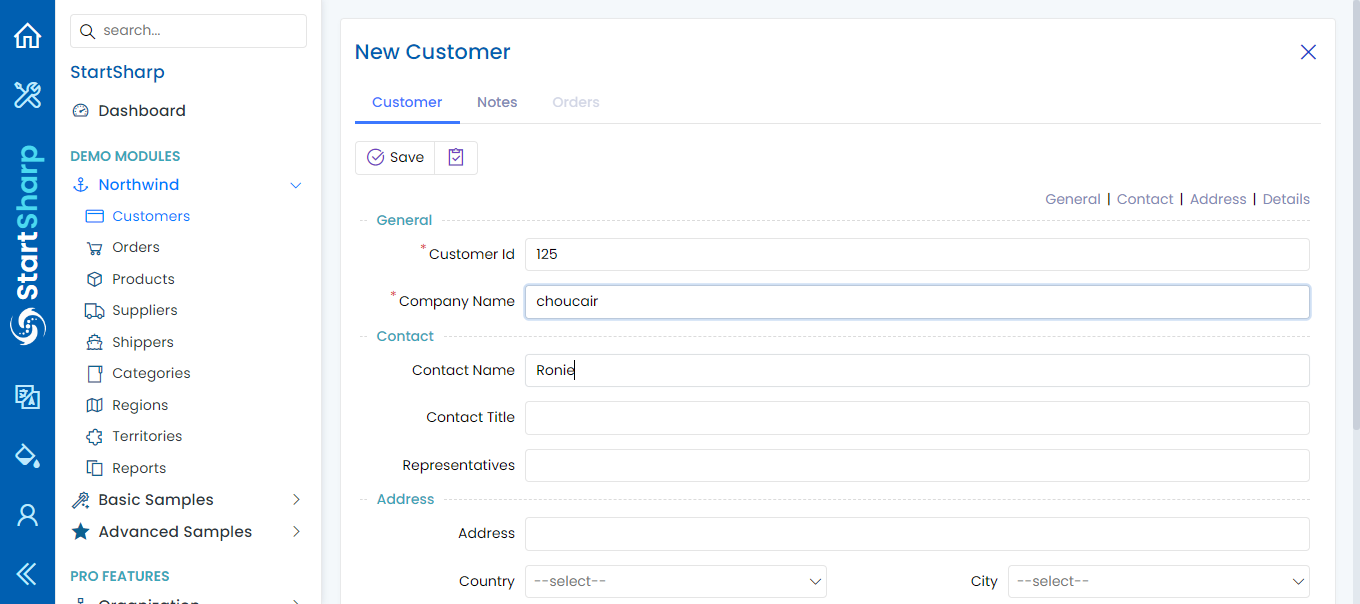 search...
StartSharp
Dashboard
DEMO MODULES
Northwind
Customers
Orders
Products
Suppliers
Shippers
Categories
Regions
Territories
Reports
Basic Samples
Advanced Samples
PRO FEATURES
Organization
StartSharp
New Customer
Customer Notes Orders
Save
General | Contact | Address | Details
General
* Customer Id 125
* Company Name choucair
Contact
Contact Name Ronie
Contact Title
Representatives
Address
Address
Country --select-- City --select--